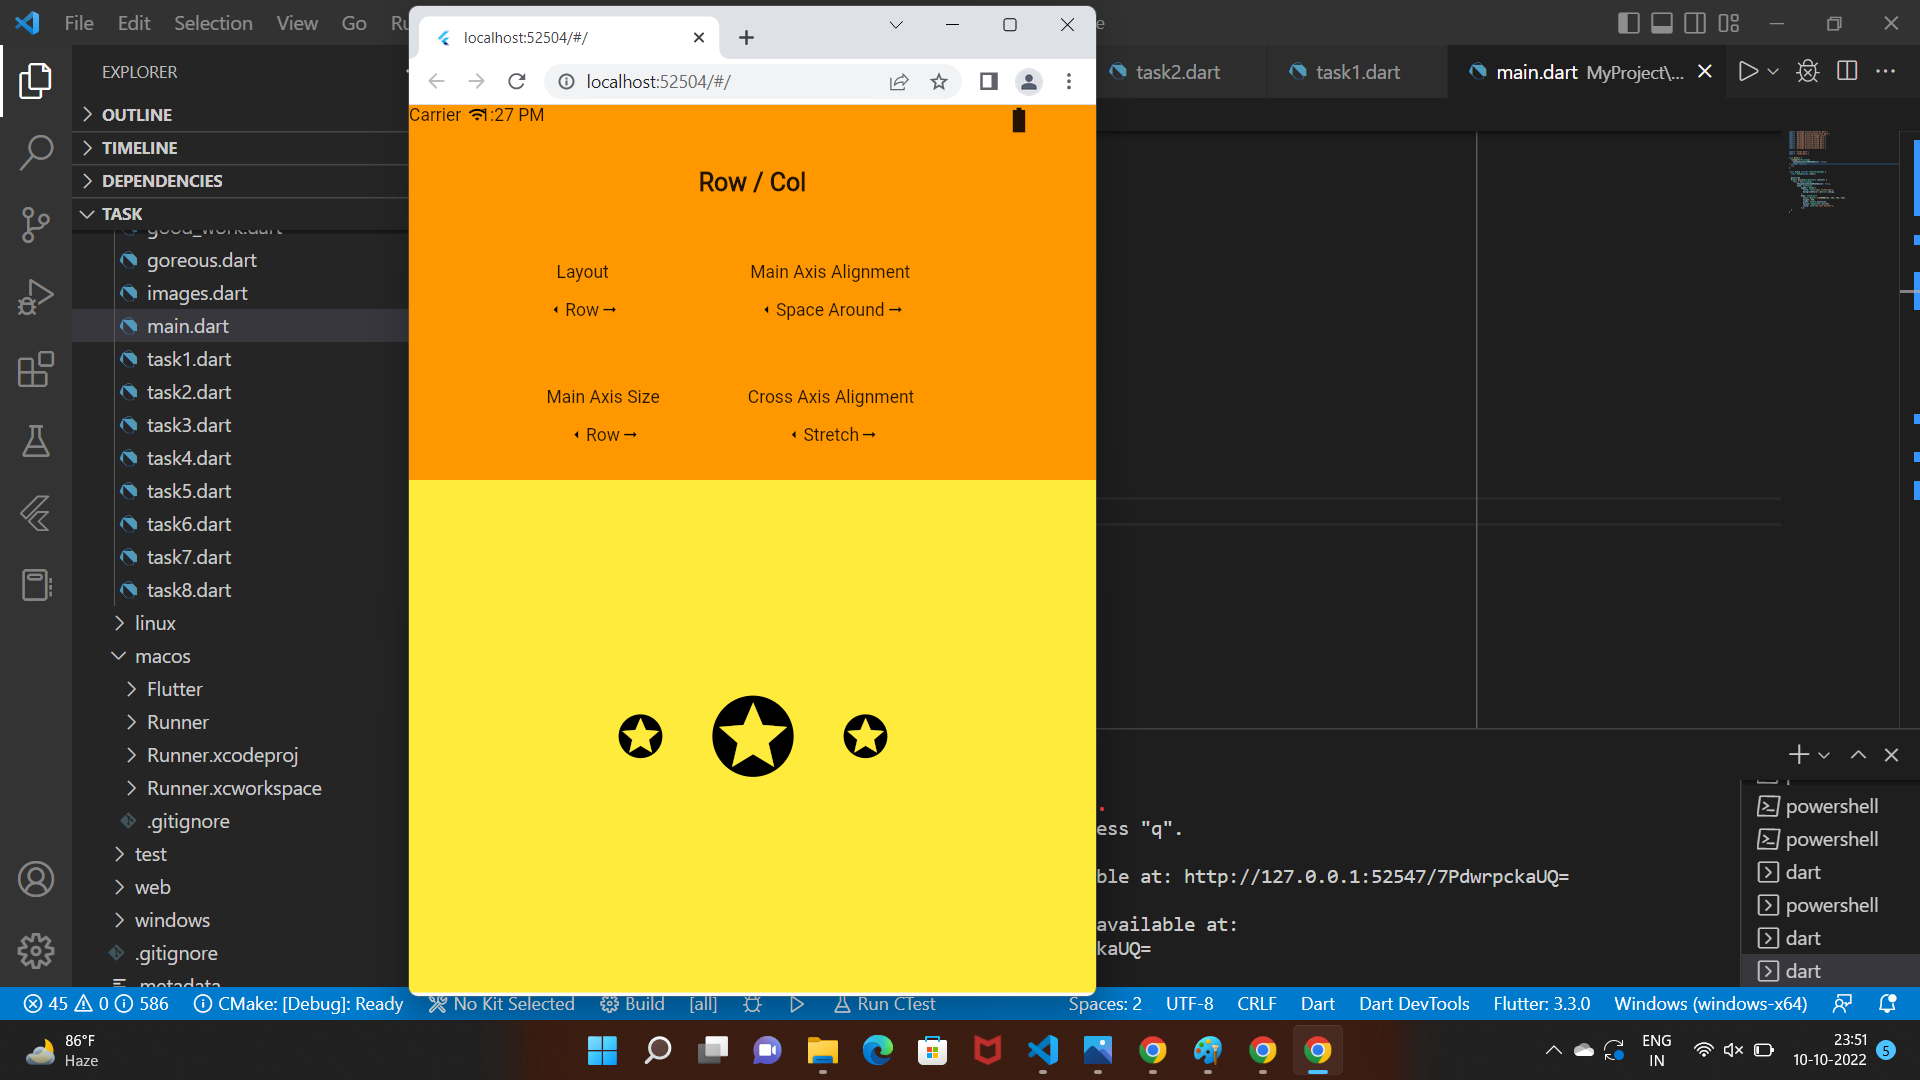 File Edit Selection View Go
EXPLORER
OUTLINE
TIMELINE
DEPENDENCIES
TASK
good_work.dart
goreous.dart
images.dart
main.dart
task1.dart
task2.dart
task3.dart
task4.dart
task5.dart
task6.dart
task7.dart
task8.dart
linux
macos
Flutter
Runner
Runner.xcodeproj
Runner.xcworkspace
.gitignore
test
web
windows
.gitignore
.metadata
localhost:52504/#/
localhost:52504/#/
Carrier 1:27 PM
Row / Col
Layout Main Axis Alignment
Row → Space Around →
Main Axis Size Cross Axis Alignment
Row → Stretch →
task2.dart task1.dart main.dart MyProject\...
ess "q".
ble at: http://127.0.0.1:52547/7PdwrpckaUQ=
available at:
kaUQ=
powershell
powershell
dart
powershell
dart
dart
45 0 586 CMake: [Debug]: Ready No Kit Selected Build [all] Run CTest Spaces: 2 UTF-8 CRLF Dart Dart DevTools Flutter: 3.3.0 Windows (windows-x64)
86°F
Haze
ENG
IN
23:51
10-10-2022
5